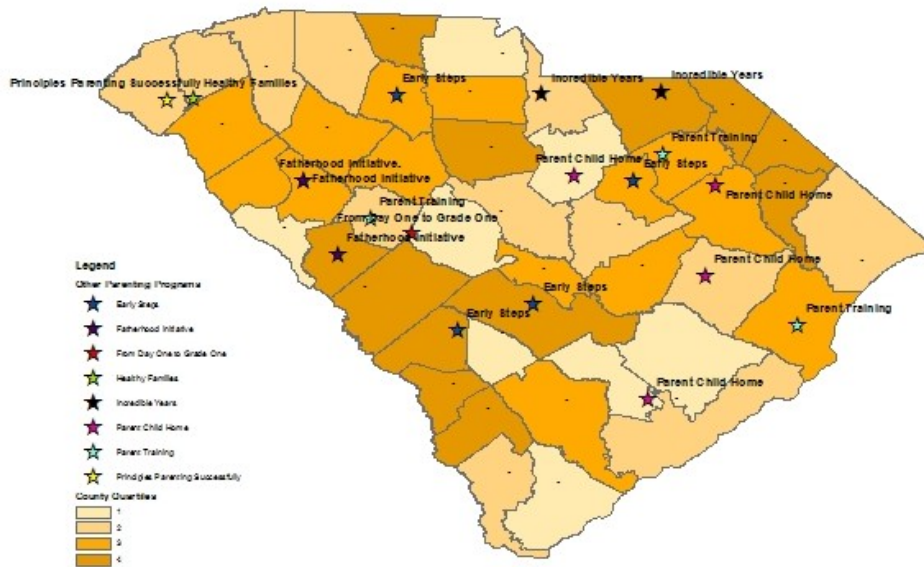 Principles Parenting Successfully Healthy Families
Early Steps
Incredible Years
Incredible Years
Parent Training
Parent Child Home
Early Steps
Parent Child Home
Fatherhood Initiative.
Fatherhood Initiative
Parent Training
From Day One to Grade One
Fatherhood Initiative
Parent Child Home
Early Steps
Early Steps
Parent Training
Parent Child Home
Legend
Other Parenting Programs
Early Steps
Fatherhood Initiative
From Day One to Grade One
Healthy Families
Incredible Years
Parent Child Home
Parent Training
Principles Parenting Successfully
County Quartiles
1
2
3
4